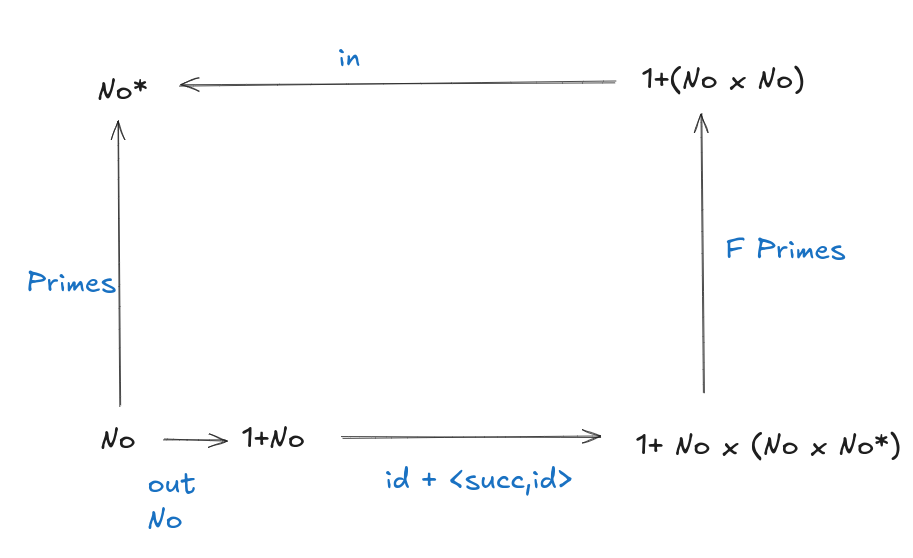 in
No*
1+(No x No)
Primes
F Primes
No
1+No
1+ No x (No x No*)
out
No
id + <succ,id>